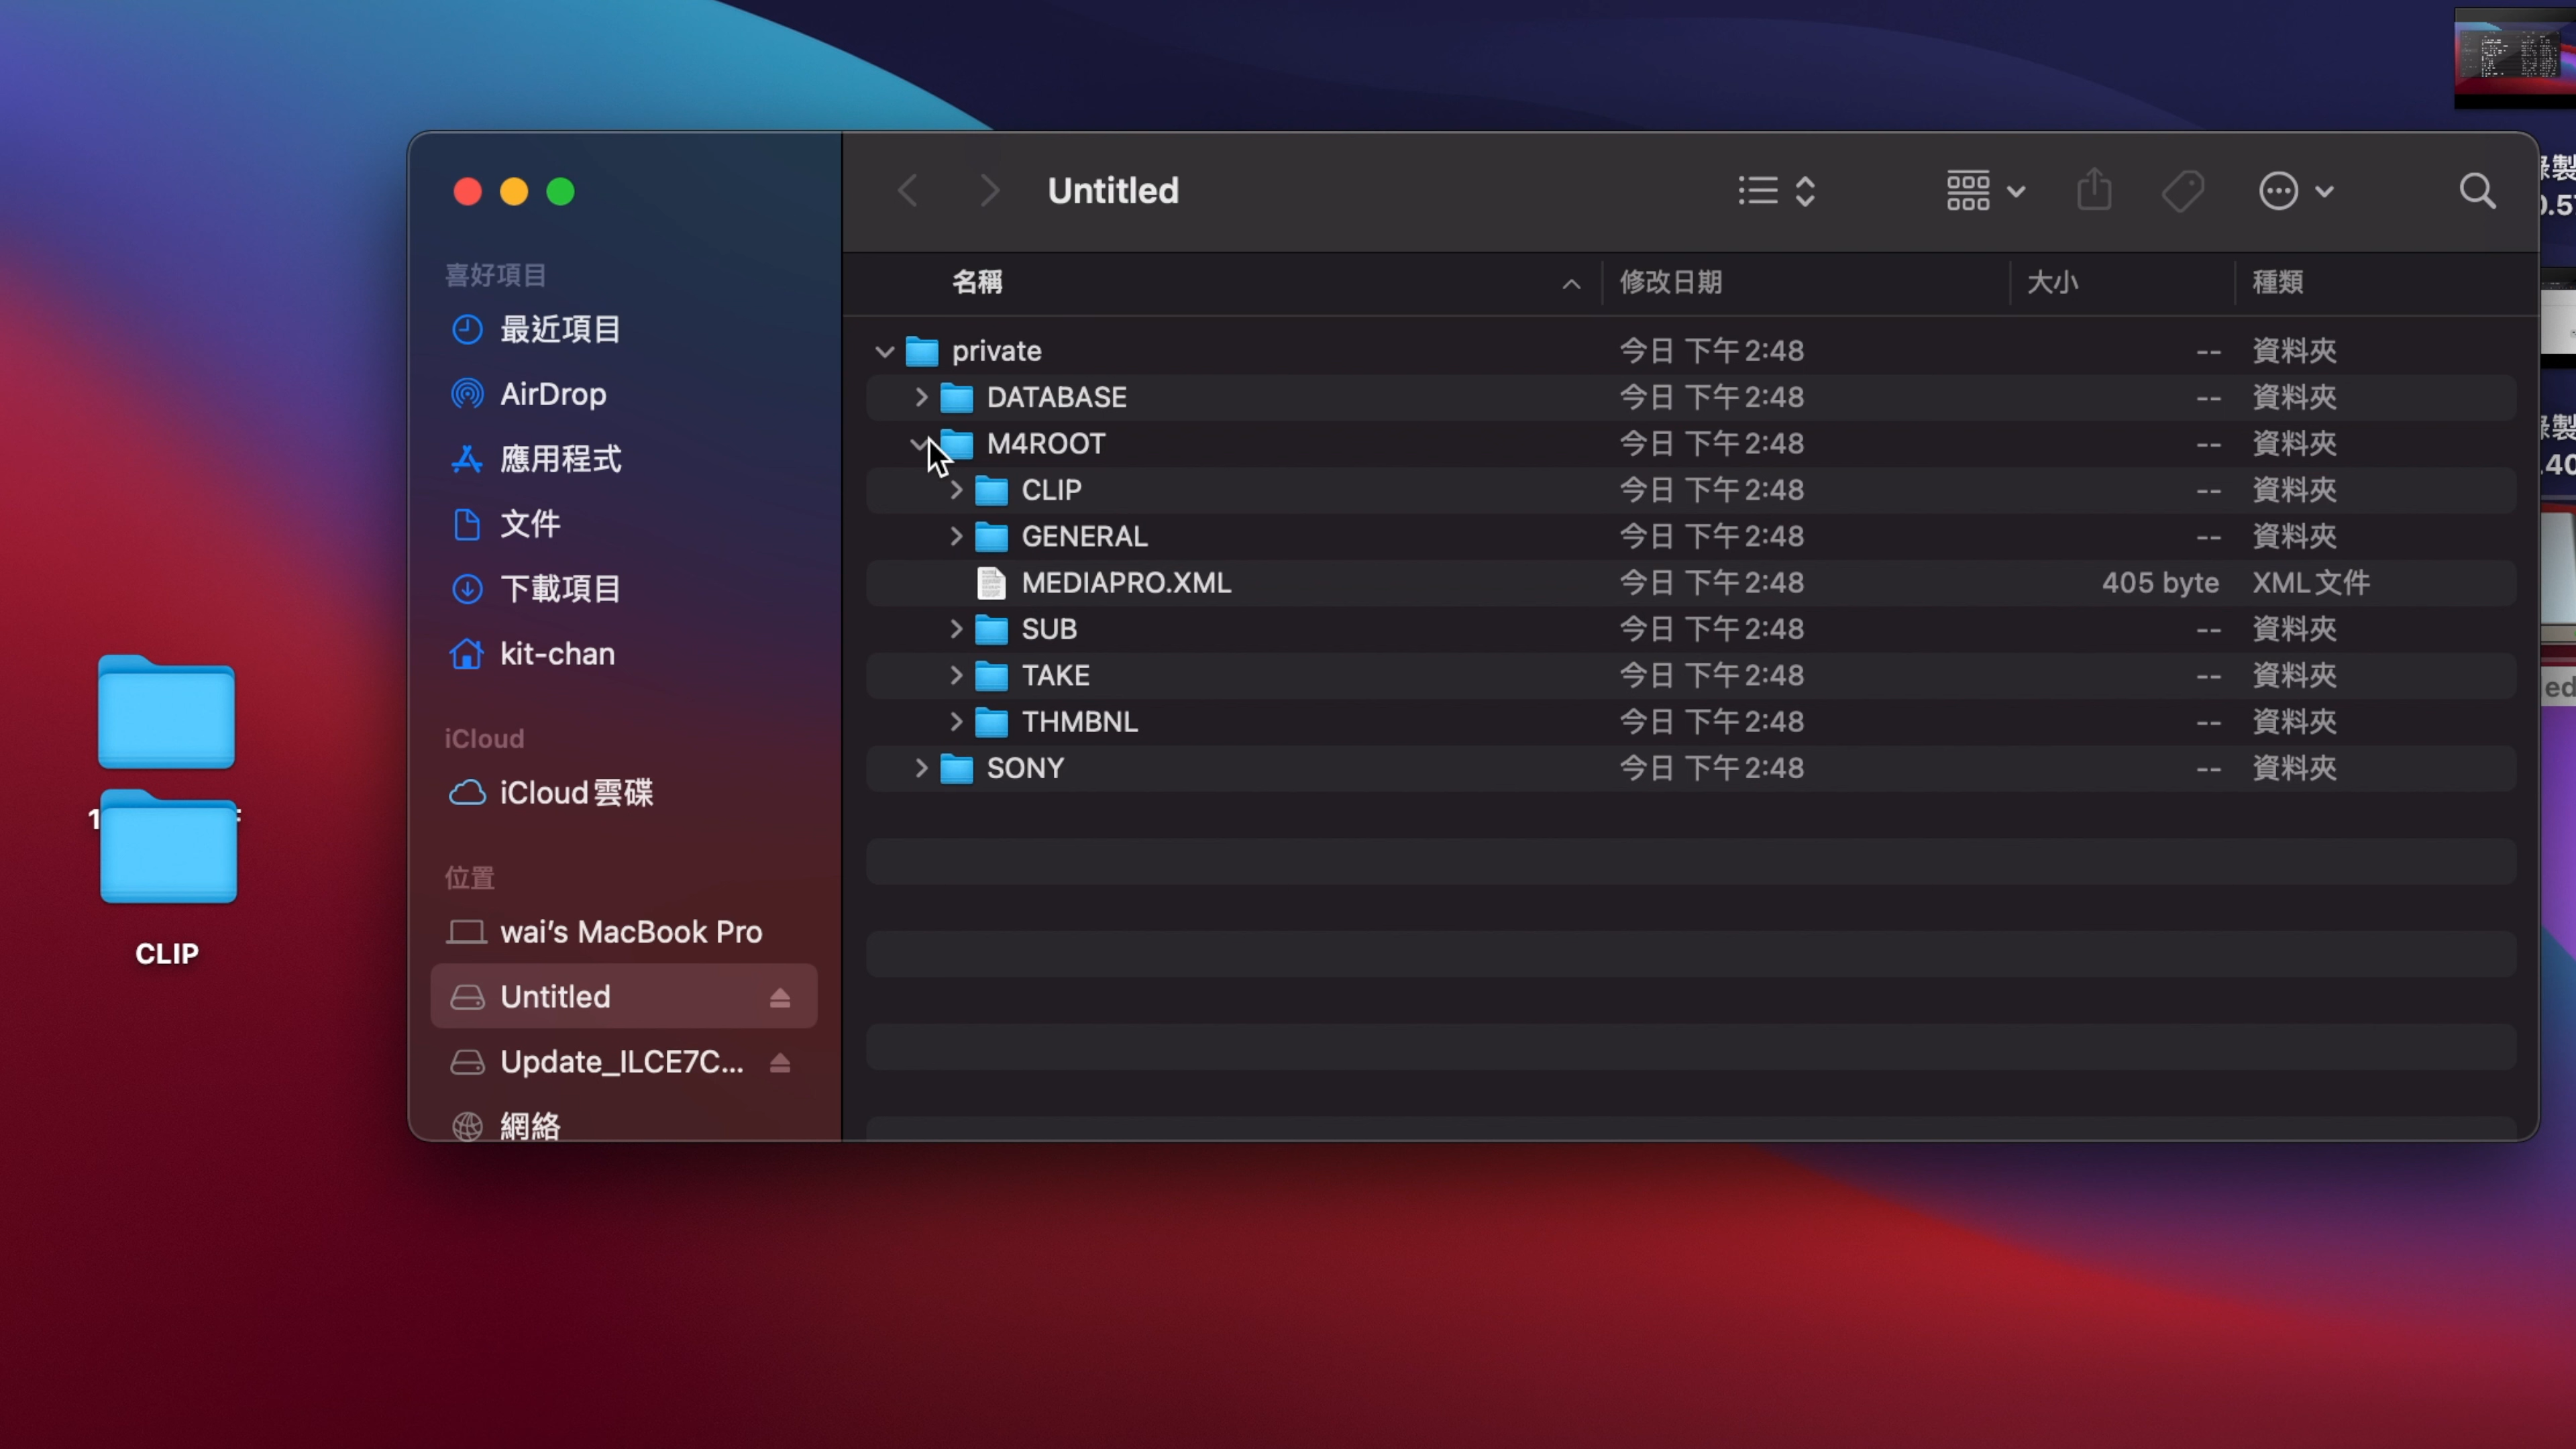 Untitled
喜好項目
最近項目
AirDrop
應用程式
文件
下載項目
kit-chan
iCloud
iCloud雲碟
位置
wai's MacBook Pro
Untitled
Update_ILCE7C...
網絡
名稱 修改日期 大小 種類
private 今日 下午2:48 -- 資料夾
DATABASE 今日 下午2:48 -- 資料夾
M4ROOT 今日 下午2:48 -- 資料夾
CLIP 今日 下午2:48 -- 資料夾
GENERAL 今日 下午2:48 -- 資料夾
MEDIAPRO.XML 今日 下午2:48 405 byte XML文件
SUB 今日 下午2:48 -- 資料夾
TAKE 今日 下午2:48 -- 資料夾
THMBNL 今日 下午2:48 -- 資料夾
SONY 今日 下午2:48 -- 資料夾
CLIP